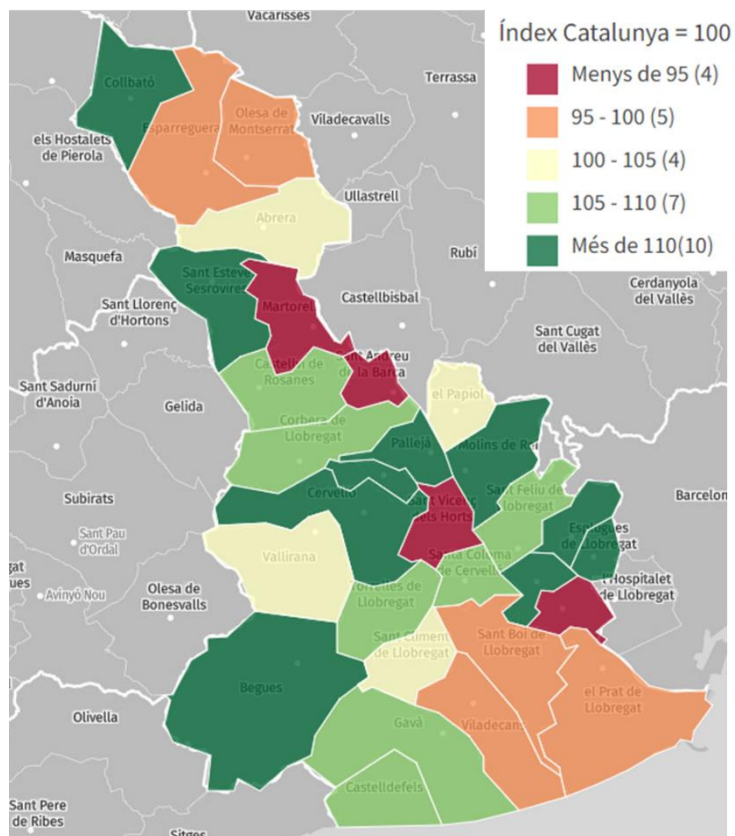 Vacarisses
Índex Catalunya = 100
Menys de 95 (4)
95 - 100 (5)
100 - 105 (4)
105 - 110 (7)
Més de 110(10)
Terrassa
Collbató
Esparreguera
Olesa de
Montserrat
Viladecavalls
els Hostalets
de Pierola
Ullastrell
Abrera
Masquefa
Rubí
Sant Esteve
Sesrovires
Martorell
Castellbisbal
Cerdanyola
del Vallès
Sant Llorenç
d'Hortons
Sant Cugat
del Vallès
Sant Andreu
de la Barca
Castellví de
Rosanes
Sant Sadurní
d'Anoia
Gelida
el Papiol
Corbera de
Llobregat
Pallejà
Molins de Rei
Cervelló
Sant Vicenç
dels Horts
Sant Feliu de
Llobregat
Subirats
Barcelon
Sant Pau
d'Ordal
Esplugues
de Llobregat
Vallirana
Santa Coloma
de Cervelló
gat
ues
Avinyó Nou
Olesa de
Bonesvalls
Torrelles de
Llobregat
l'Hospitalet
de Llobregat
Sant Climent
de Llobregat
Sant Boi de
Llobregat
Begues
el Prat de
Llobregat
Olivella
Gavà
Viladecans
Castelldefels
Sant Pere
de Ribes
Sitges